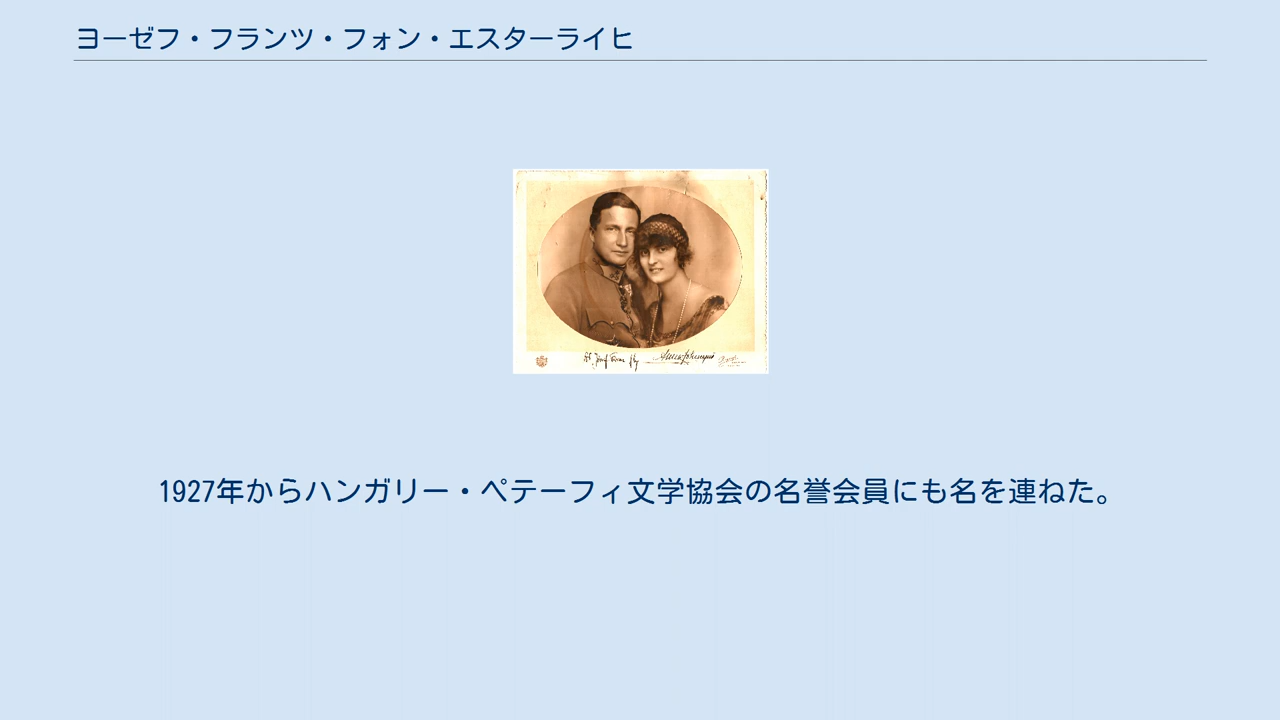 ヨーゼフ・フランツ・フォン・エスターライヒ
1927年からハンガリー・ペテーフィ文学協会の名誉会員にも名を連ねた。